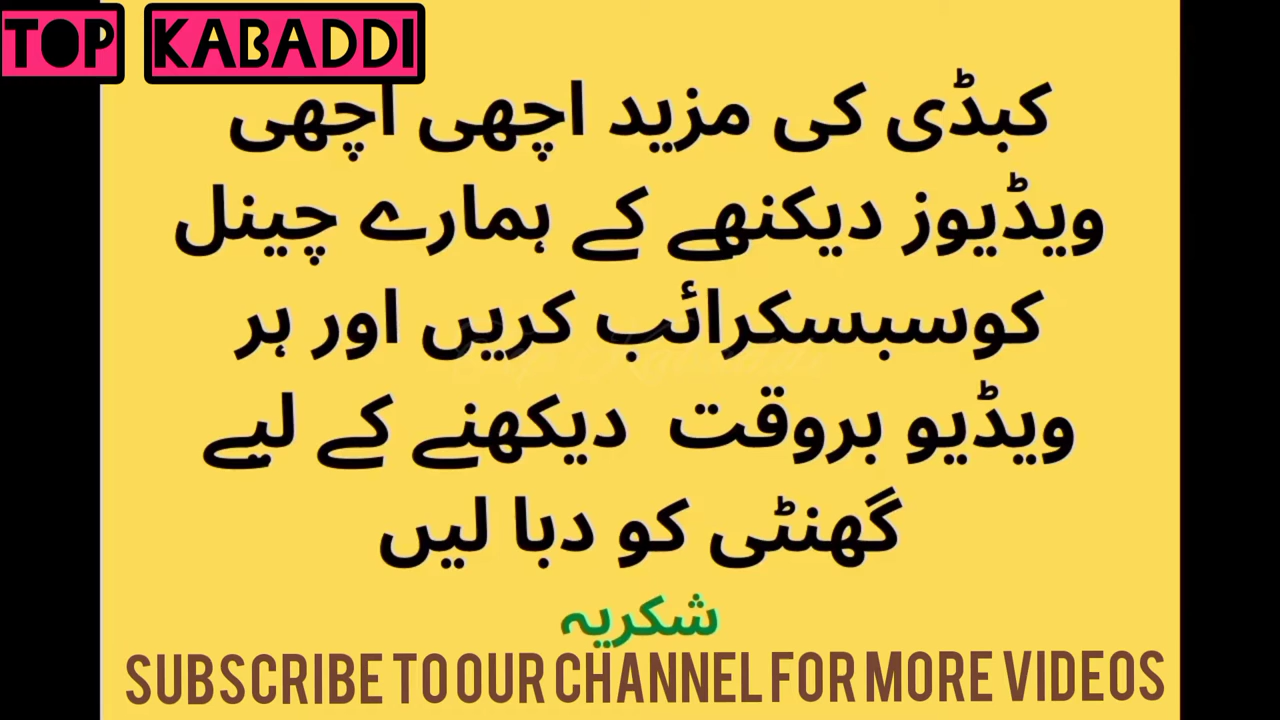 TOP KABADDI
کبڈی کی مزید اچھی اچھی
ویڈیوز دیکنھے کے ہمارے چینل
کوسبسکرائب کریں اور ہر
ویڈیو بروقت دیکھنے کے لیے
گھنٹی کو دبا لیں
شکریہ
SUBSCRIBE TO OUR CHANNEL FOR MORE VIDEOS